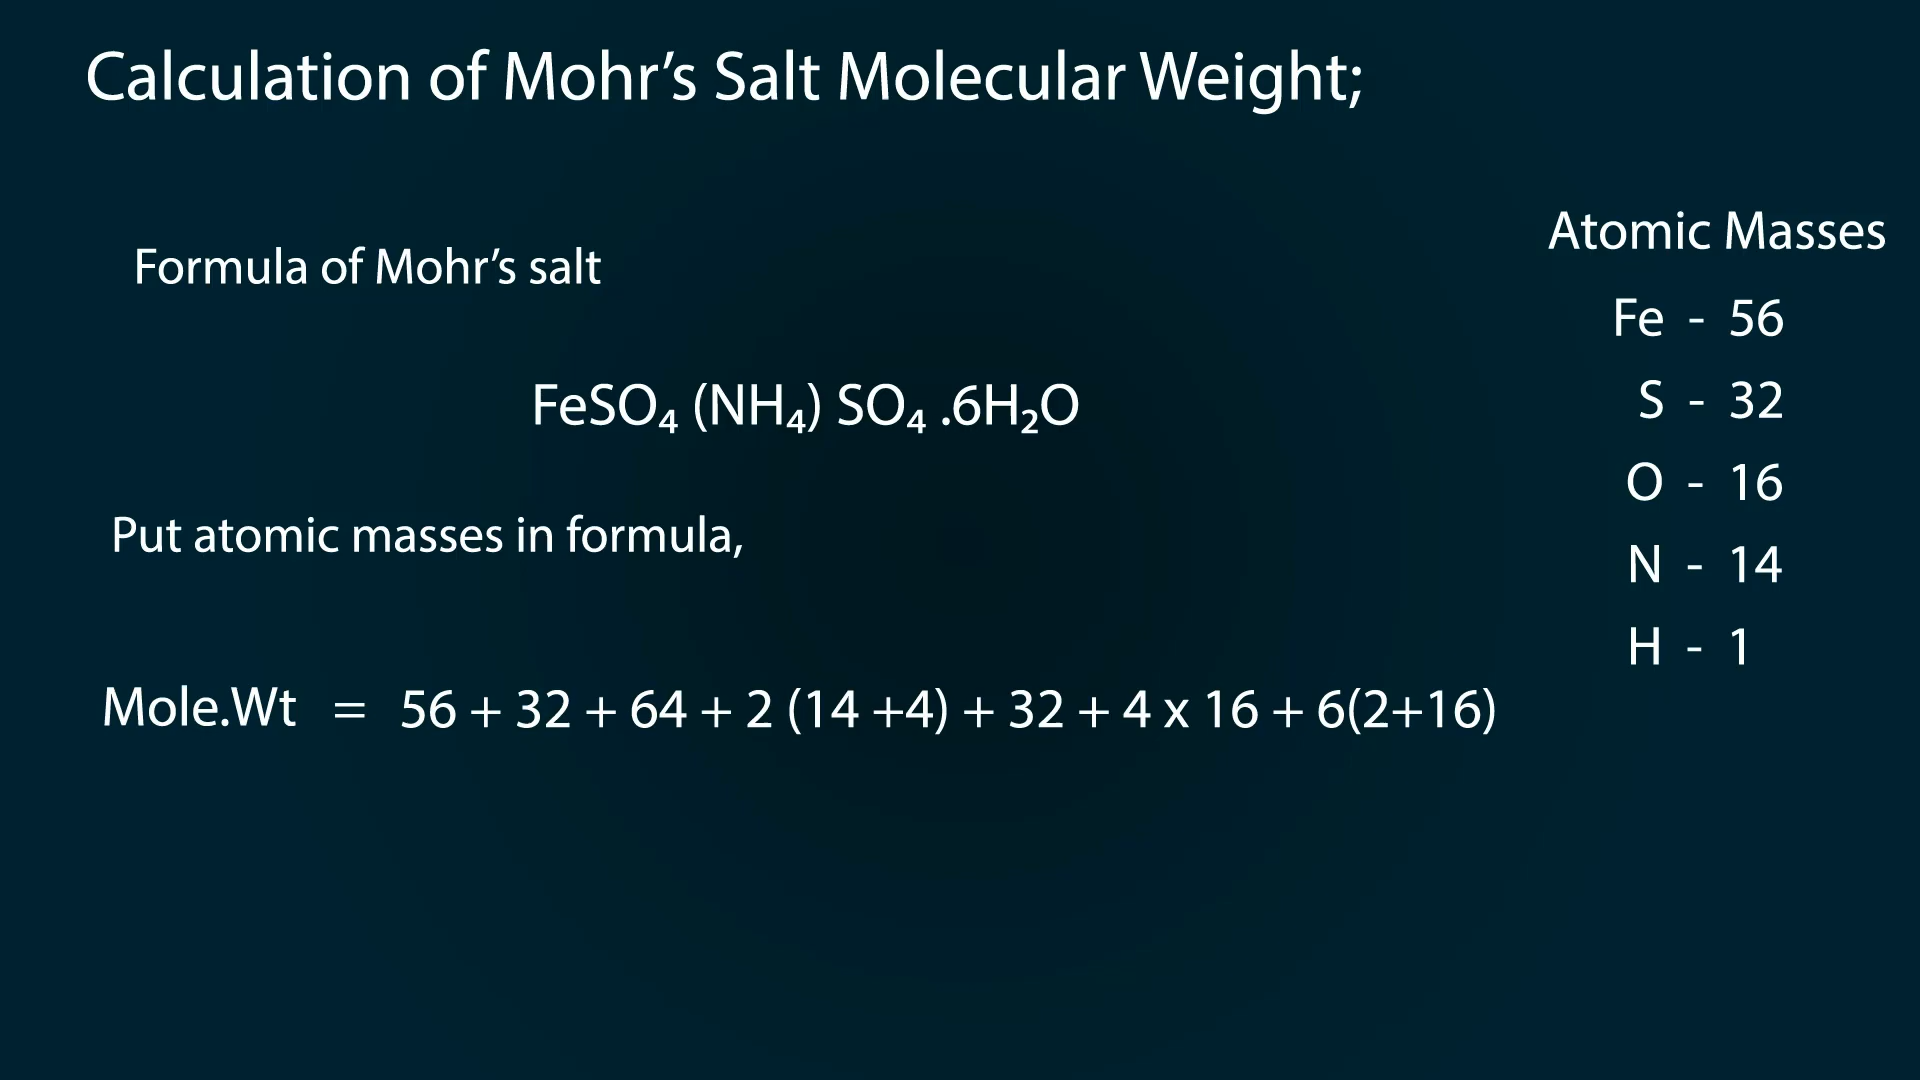 Calculation of Mohr’s Salt Molecular Weight;
Formula of Mohr’s salt
FeSO₄ (NH₄) SO₄ .6H₂O
Put atomic masses in formula,
Mole.Wt = 56 + 32 + 64 + 2 (14 +4) + 32 + 4 x 16 + 6(2+16)
Atomic Masses
Fe - 56
S - 32
O - 16
N - 14
H - 1